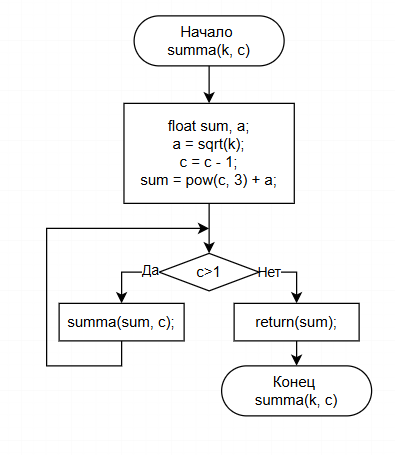 Начало
summa(k, c)
float sum, a;
a = sqrt(k);
c = c - 1;
sum = pow(c, 3) + a;
Да
c>1
Нет
summa(sum, c);
return(sum);
Конец
summa(k, c)